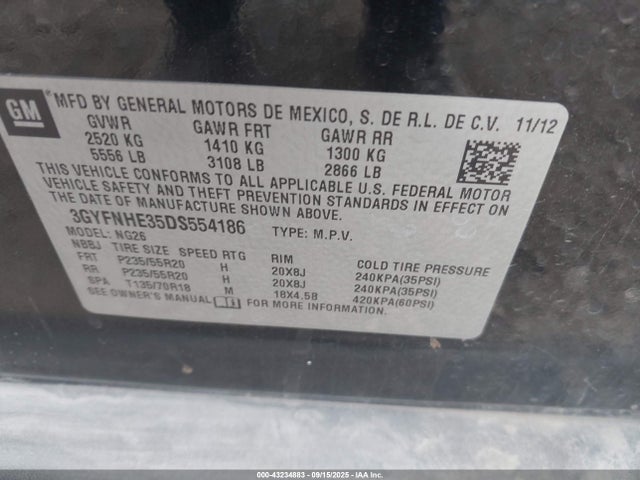 GM
MFD BY GENERAL MOTORS DE MEXICO, S. DE R.L. DE C.V. 11/12
GVWR GAWR FRT GAWR RR
2520 KG 1410 KG 1300 KG
5556 LB 3108 LB 2866 LB
THIS VEHICLE CONFORMS TO ALL APPLICABLE U.S. FEDERAL MOTOR
VEHICLE SAFETY AND THEFT PREVENTION STANDARDS IN EFFECT ON
THE DATE OF MANUFACTURE SHOWN ABOVE.
3GYFNHE35DS554186 TYPE: M.P.V.
MODEL: NG26
NBBJ TIRE SIZE SPEED RTG RIM COLD TIRE PRESSURE
FRT P235/55R20 H 20X8J 240KPA(35PSI)
RR P235/55R20 H 20X8J 240KPA(35PSI)
SPA T135/70R18 M 18X4.5B 420KPA(60PSI)
SEE OWNER'S MANUAL FOR MORE INFORMATION.
000-43234883 - 09/15/2025 - IAA Inc.